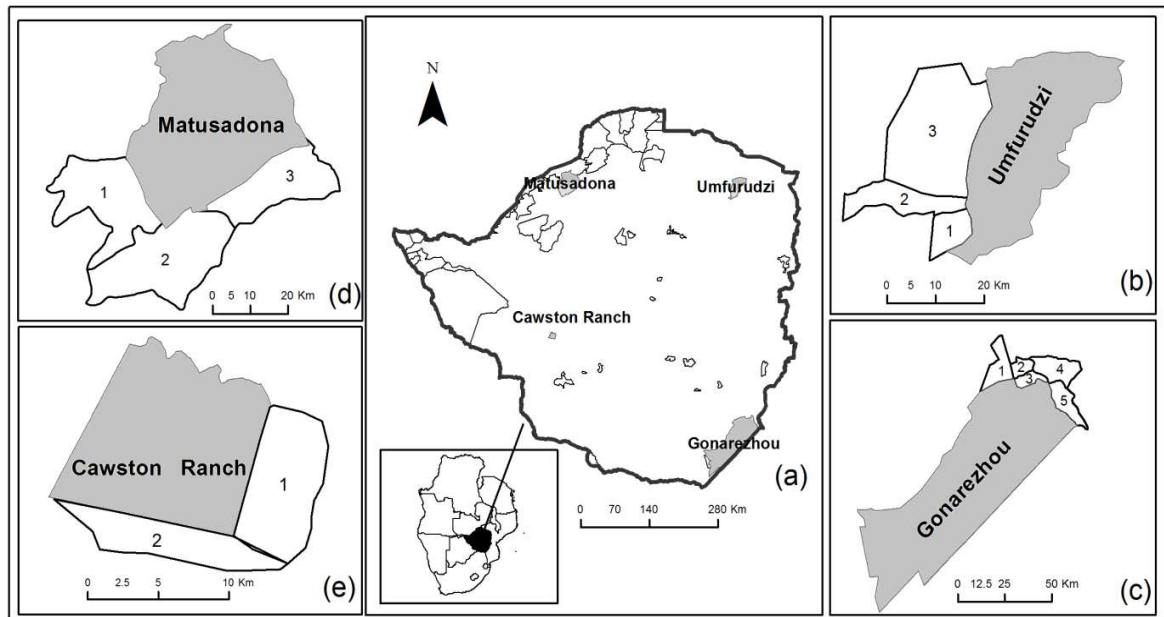 Matusadona
1
3
2
0 5 10 20 Km
(d)
N
Matusadona
Umfurudzi
Cawston Ranch
Gonarezhou
(a)
0 70 140 280 Km
3
Umfurudzi
2
1
0 5 10 20 Km
(b)
Cawston Ranch
1
2
0 2.5 5 10 Km
(e)
1
2
3
4
5
Gonarezhou
0 12.5 25 50 Km
(c)